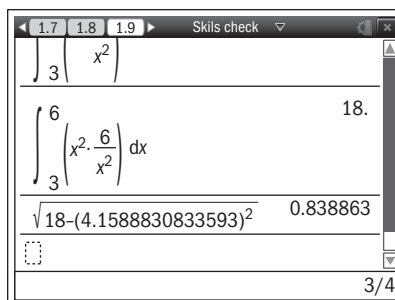 1.7 1.8 1.9 Skils check
∫ 3 ( x² )
18.
∫ 3 6 ( x²· 6/x² ) dx
√18–(4.1588830833593)² 0.838863
3/4